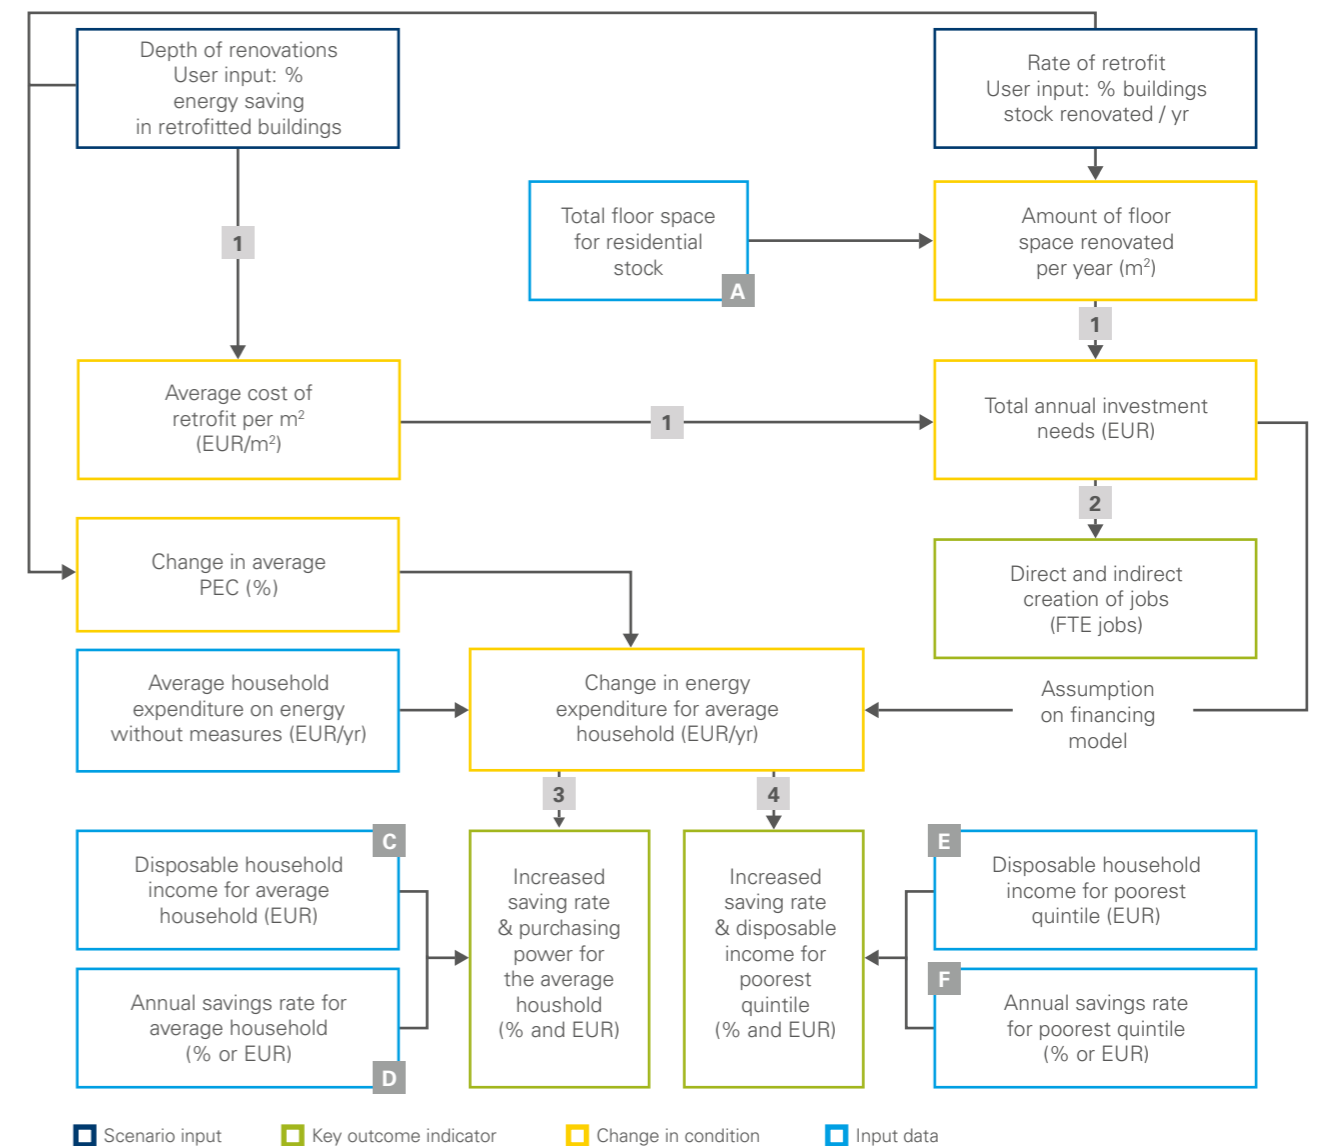 Depth of renovations
User input: %
energy saving
in retrofitted buildings
Rate of retrofit
User input: % buildings
stock renovated / yr
1
Total floor space
for residential
stock
A
Amount of floor
space renovated
per year (m²)
1
Average cost of
retrofit per m²
(EUR/m²)
1
Total annual investment
needs (EUR)
2
Change in average
PEC (%)
Direct and indirect
creation of jobs
(FTE jobs)
Average household
expenditure on energy
without measures (EUR/yr)
Change in energy
expenditure for average
household (EUR/yr)
Assumption
on financing
model
3
4
C
Disposable household
income for average
household (EUR)
Increased
saving rate
& purchasing
power for
the average
houshold
(% and EUR)
Increased
saving rate
& disposable
income for
poorest
quintile
(% and EUR)
E
Disposable household
income for poorest
quintile (EUR)
Annual savings rate for
average household
(% or EUR)
D
F
Annual savings rate
for poorest quintile
(% or EUR)
Scenario input
Key outcome indicator
Change in condition
Input data